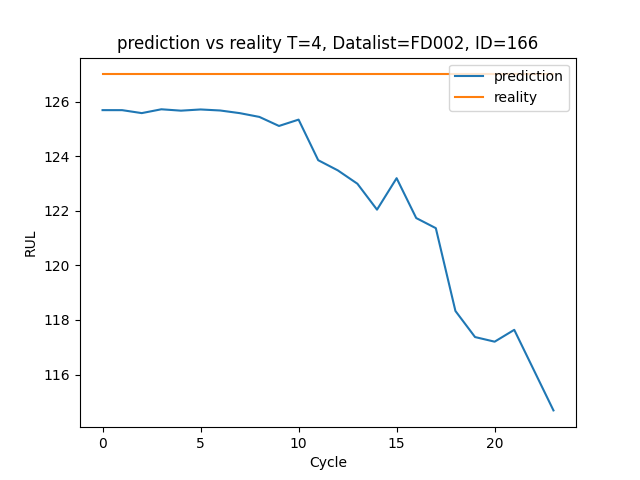 prediction vs reality T=4, Datalist=FD002, ID=166
prediction
reality
126
124
122
120
118
116
RUL
0 5 10 15 20
Cycle